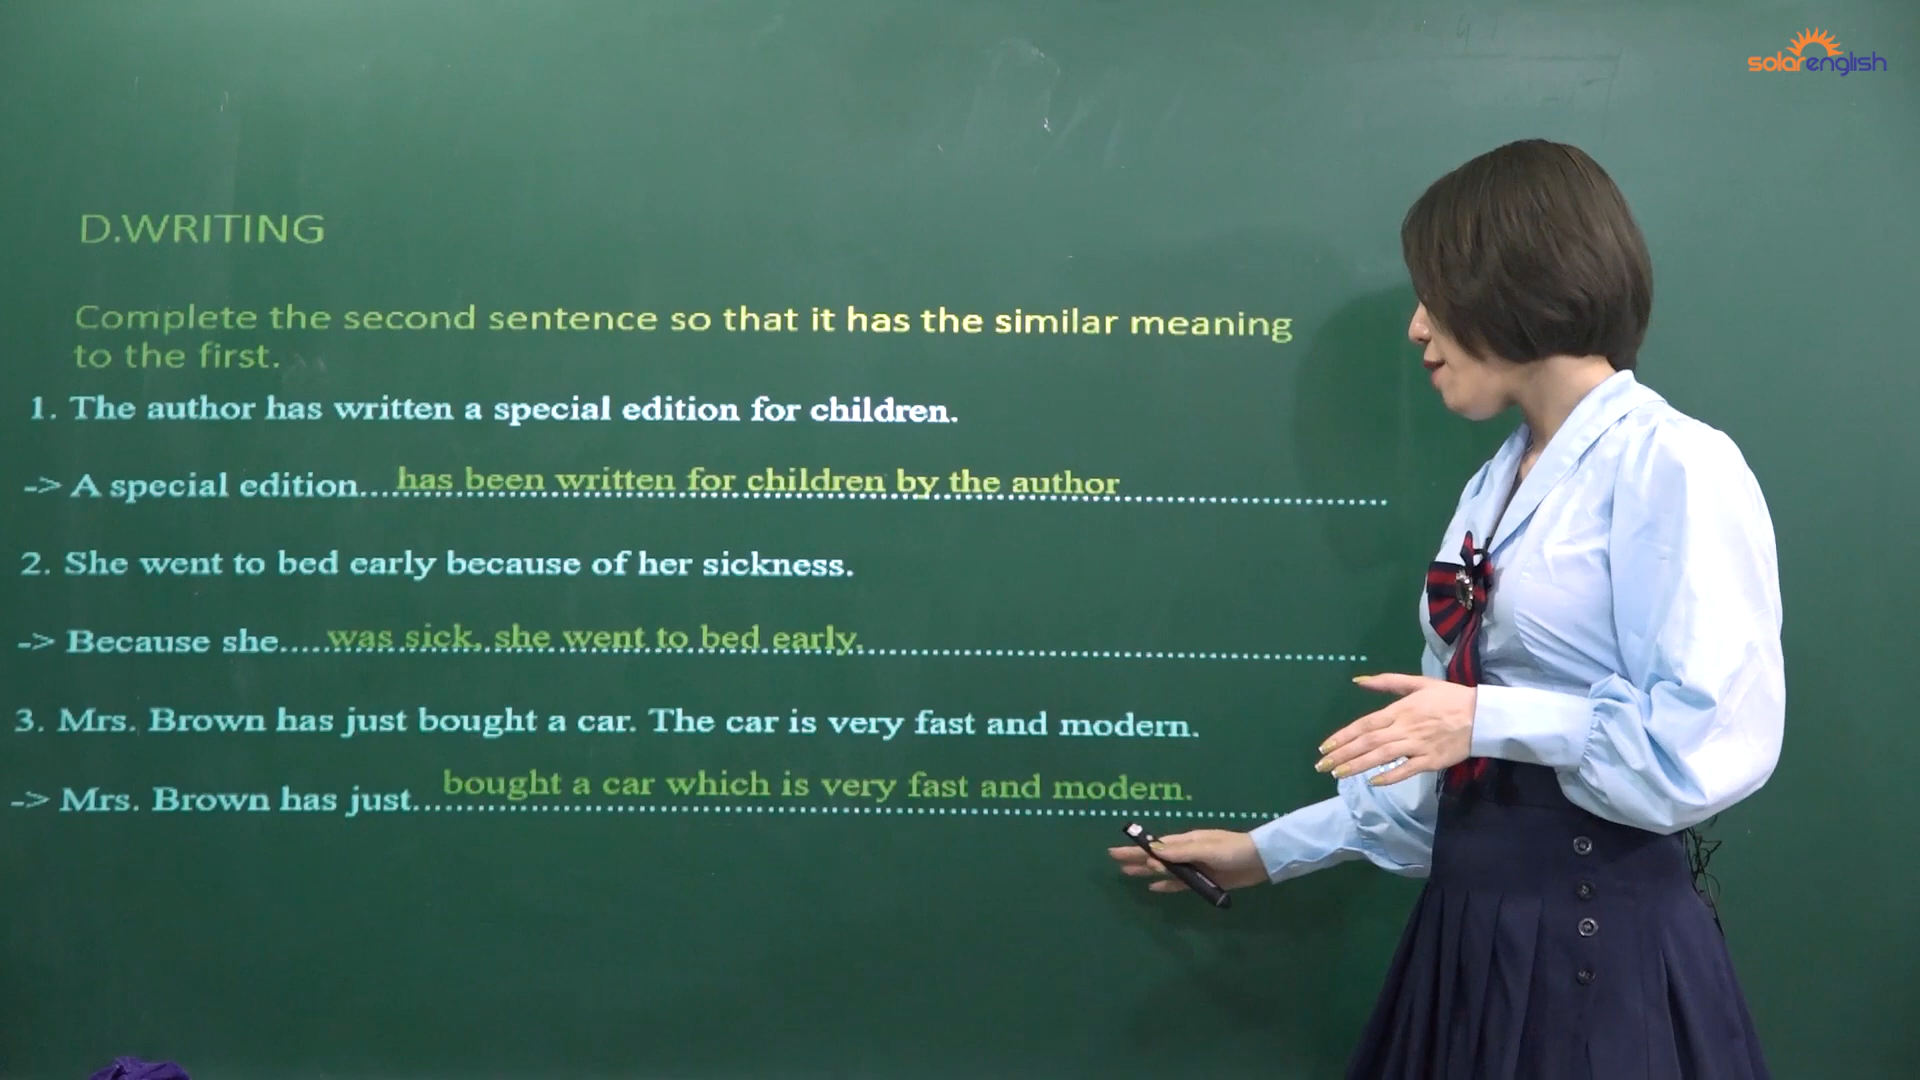 solarenglish
D.WRITING
Complete the second sentence so that it has the similar meaning
to the first.
1. The author has written a special edition for children.
-> A special edition....has been written for children by the author................
2. She went to bed early because of her sickness.
-> Because she.....was sick, she went to bed early................
3. Mrs. Brown has just bought a car. The car is very fast and modern.
-> Mrs. Brown has just....bought a car which is very fast and modern.........